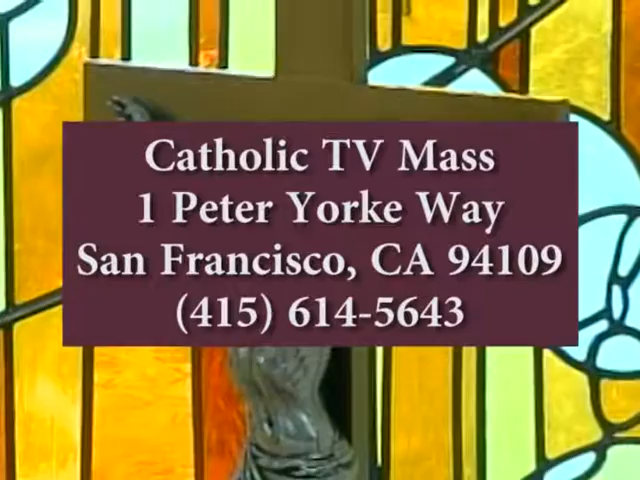 Catholic TV Mass
1 Peter Yorke Way
San Francisco, CA 94109
(415) 614-5643